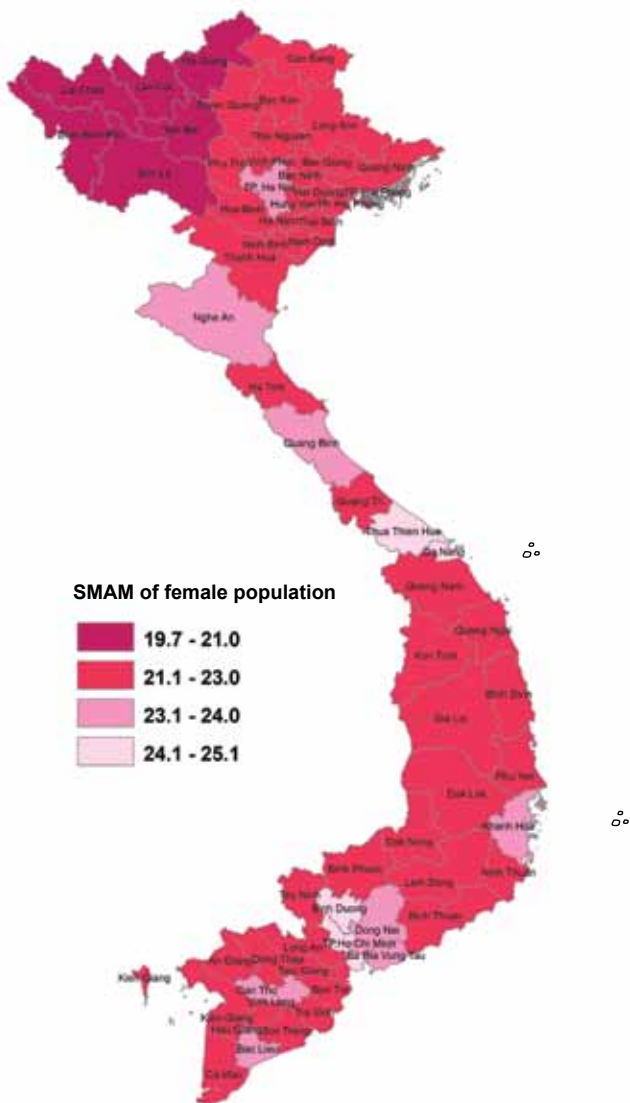 Ha Giang
Cao Bang
Lai Chau
Lao Cai
Tuyen Quang
Bac Kan
Dien Bien Phu
Yen Bai
Lang Son
Thai Nguyen
Son La
Phu Tho
Vinh Phuc
Bac Giang
Quang Ninh
Bac Ninh
TP. Ha Noi
Hai Duong
TP. Hai Phong
Hoa Binh
Hung Yen
Ha Nam
Thai Binh
Ninh Binh
Nam Dinh
Thanh Hoa
Nghe An
Ha Tinh
Quang Binh
Quang Tri
Thua Thien Hue
Da Nang
Quang Nam
SMAM of female population
19.7 - 21.0
21.1 - 23.0
23.1 - 24.0
24.1 - 25.1
Quang Ngai
Kon Tum
Binh Dinh
Gia Lai
Phu Yen
Dak Lak
Khanh Hoa
Dak Nong
Ninh Thuan
Binh Phuoc
Lam Dong
Tay Ninh
Binh Duong
Binh Thuan
Dong Nai
TP.Ho Chi Minh
Ba Ria Vung Tau
Long An
An Giang
Dong Thap
Tien Giang
Kien Giang
Can Tho
Ben Tre
Vinh Long
Tra Vinh
Kien Giang
Hau Giang
Soc Trang
Bac Lieu
Ca Mau